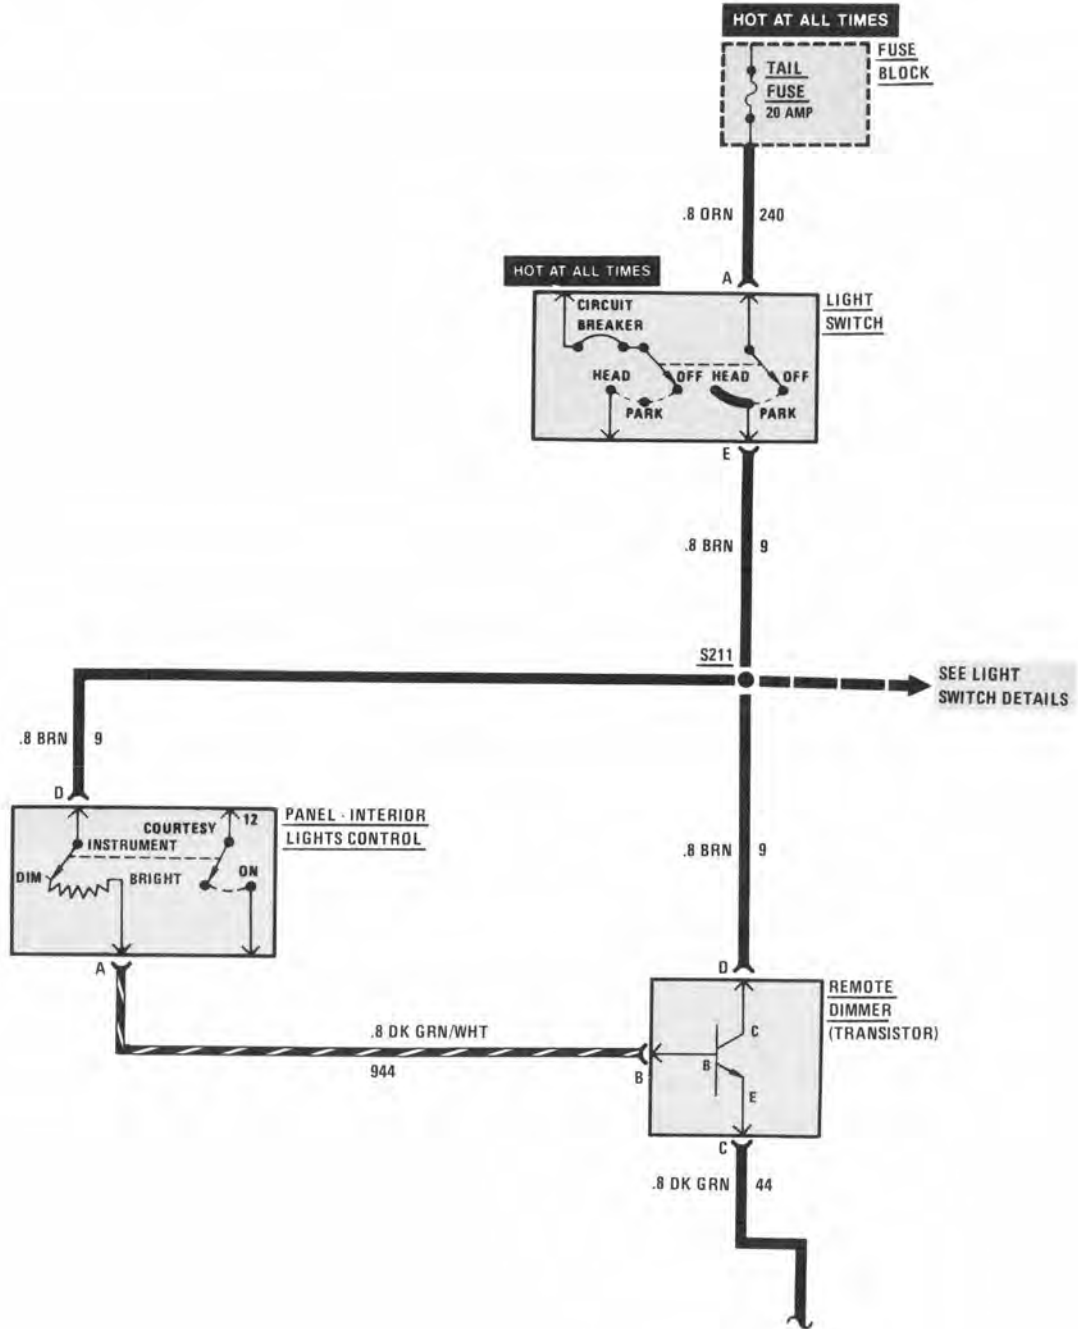 HOT AT ALL TIMES
FUSE
BLOCK
TAIL
FUSE
20 AMP
.8 ORN 240
HOT AT ALL TIMES
A
LIGHT
SWITCH
CIRCUIT
BREAKER
HEAD OFF HEAD OFF
PARK PARK
E
.8 BRN 9
S211
SEE LIGHT
SWITCH DETAILS
.8 BRN 9
D
PANEL - INTERIOR
LIGHTS CONTROL
COURTESY 12
INSTRUMENT
DIM BRIGHT ON
.8 BRN 9
A
D
REMOTE
DIMMER
(TRANSISTOR)
C
B
E
.8 DK GRN/WHT
944
B
C
.8 DK GRN 44